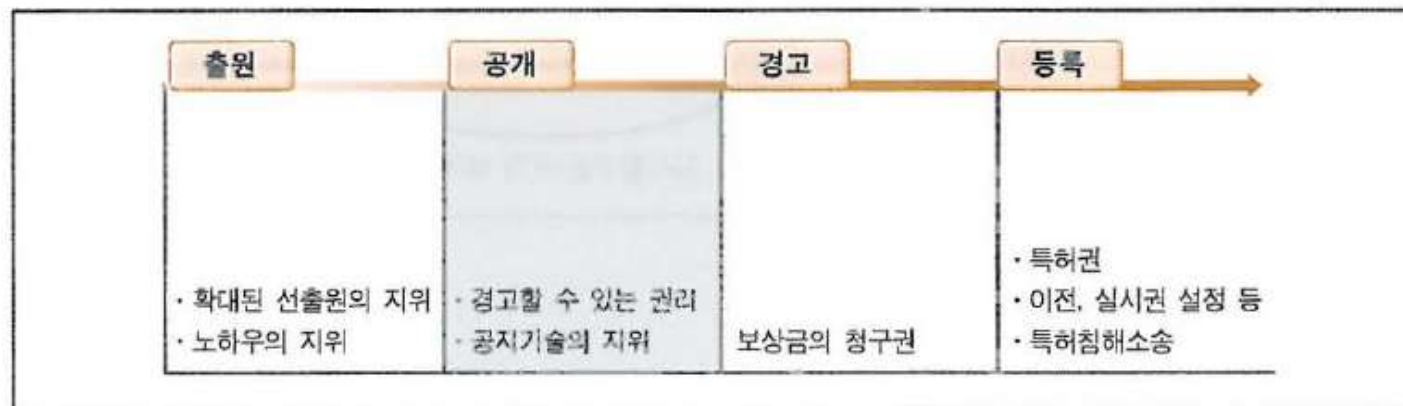 출원
공개
경고
등록
· 확대된 선출원의 지위
· 노하우의 지위
· 경고할 수 있는 권리
· 공지기술의 지위
보상금의 청구권
· 특허권
· 이전, 실시권 설정 등
· 특허침해소송